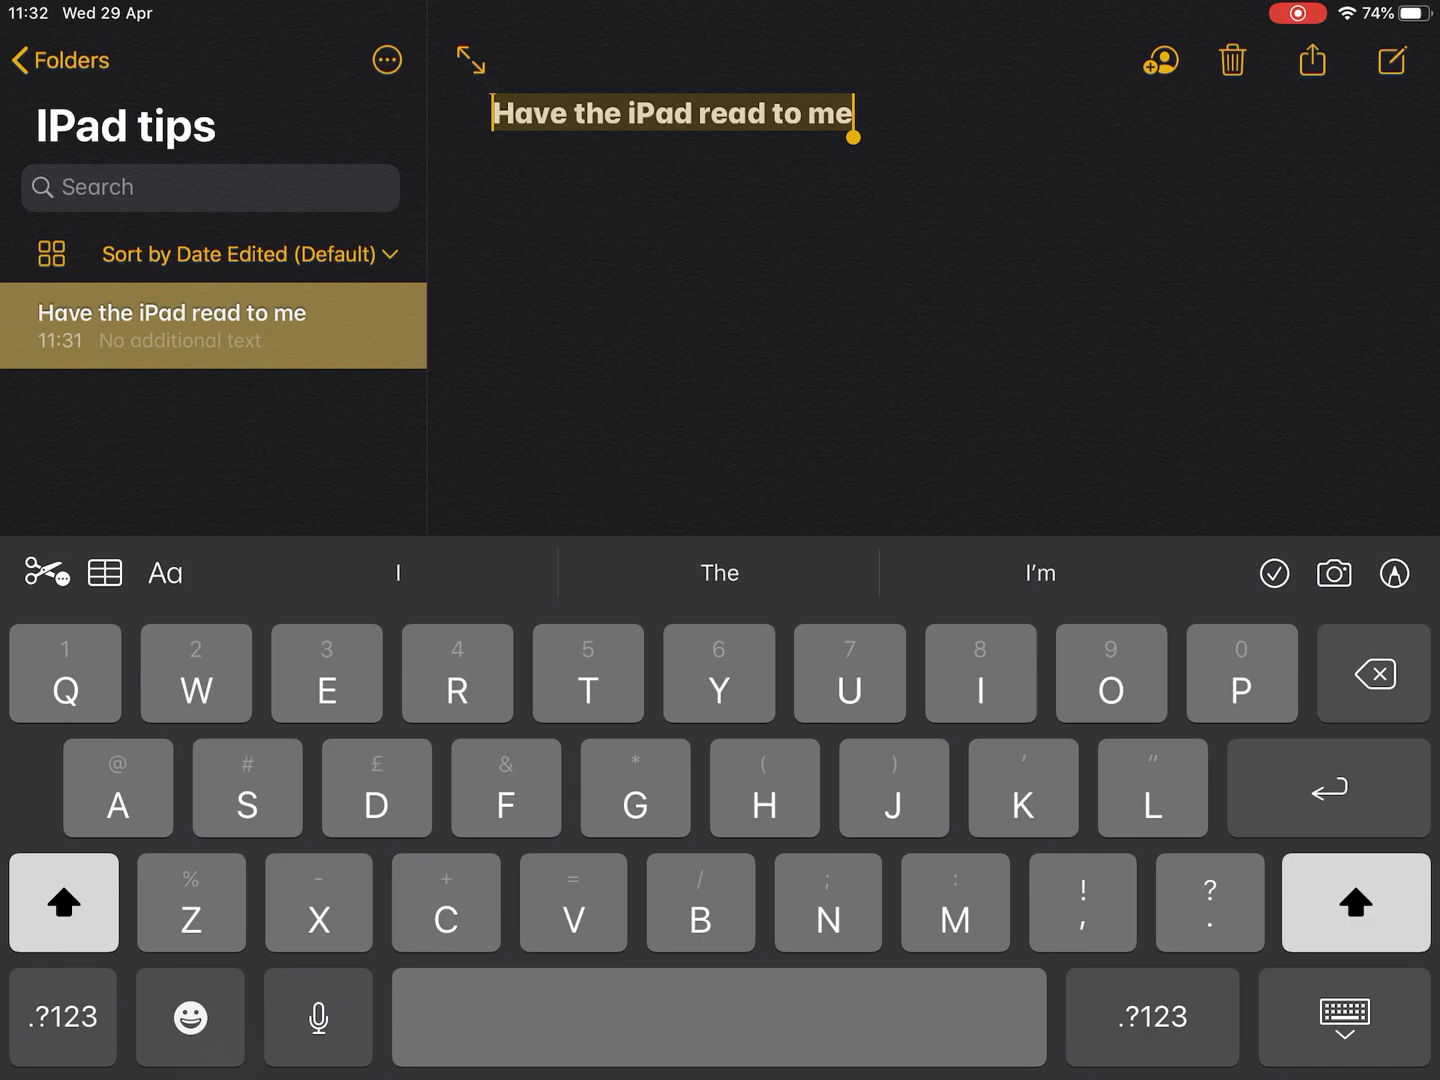 11:32 Wed 29 Apr
74%
Folders
IPad tips
Search
Sort by Date Edited (Default)
Have the iPad read to me
11:31 No additional text
Have the iPad read to me
Aa I The I'm
1 2 3 4 5 6 7 8 9 0
Q W E R T Y U I O P
@ # £ & * ( ) ' "
A S D F G H J K L
% - + = / ; : ! ?
Z X C V B N M , .
.?123 .?123